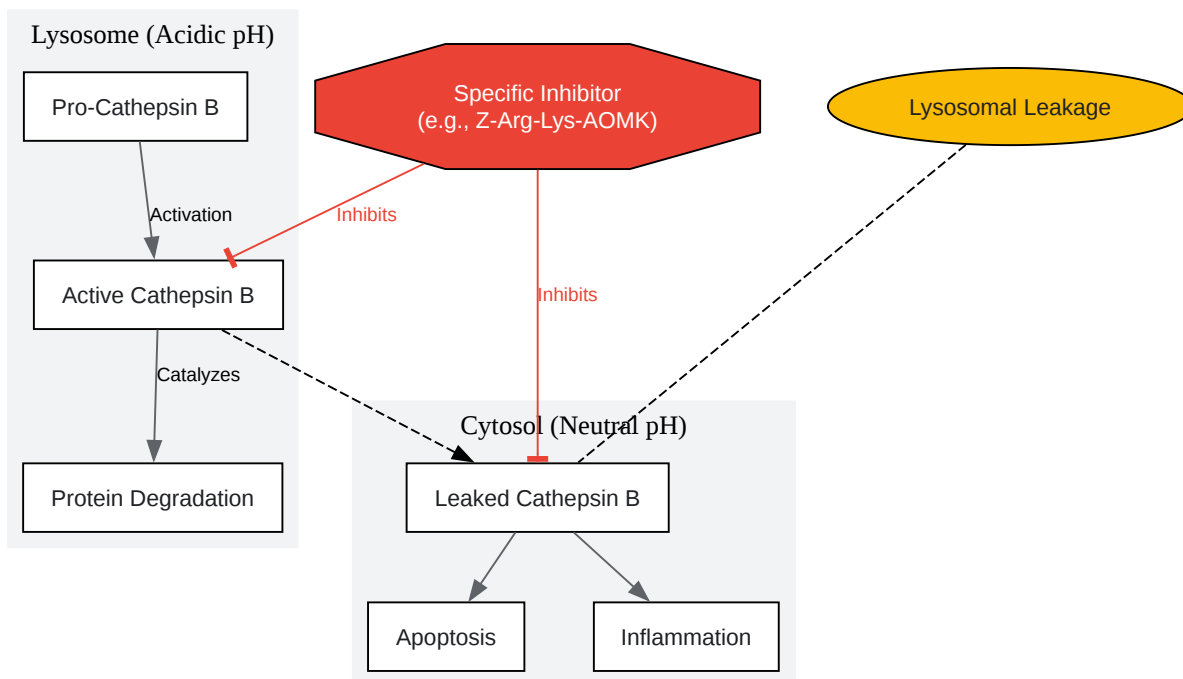 Lysosome (Acidic pH)
Pro-Cathepsin B
Specific Inhibitor
(e.g., Z-Arg-Lys-AOMK)
Lysosomal Leakage
Activation
Inhibits
Active Cathepsin B
Inhibits
Catalyzes
Cytosol (Neutral pH)
Protein Degradation
Leaked Cathepsin B
Apoptosis
Inflammation